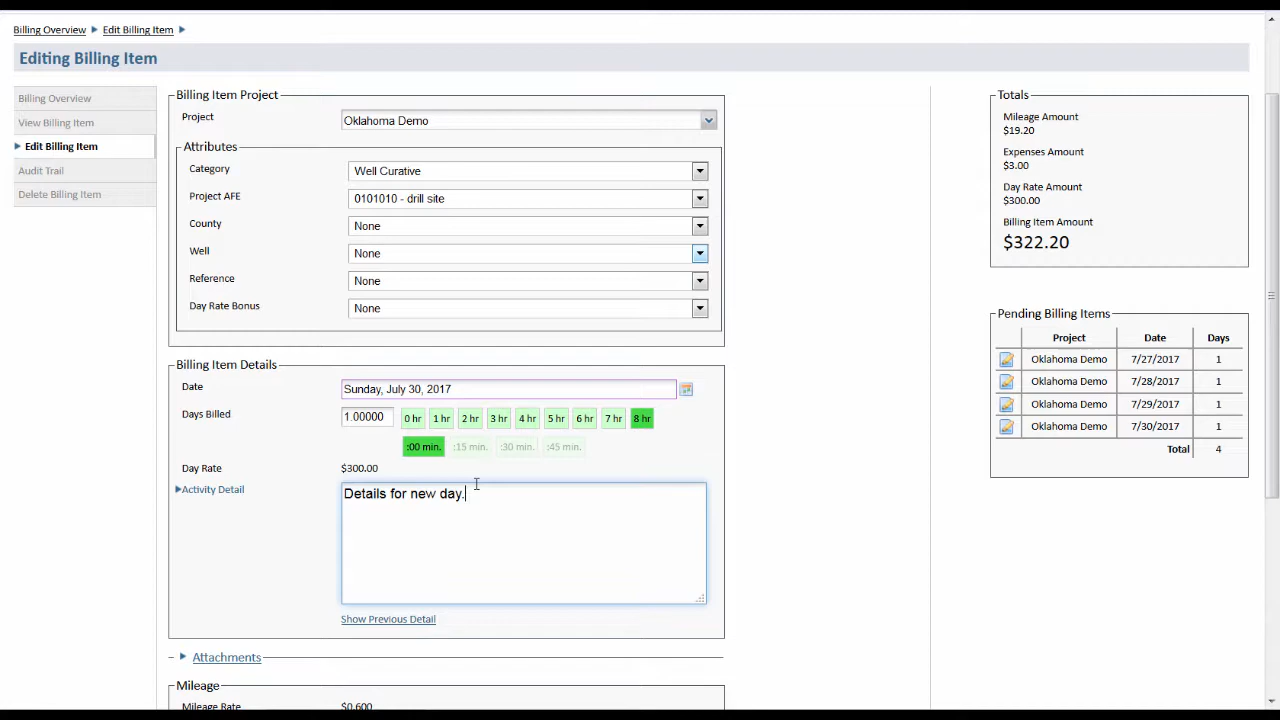 Billing Overview Edit Billing Item
Editing Billing Item
Billing Overview
View Billing Item
Edit Billing Item
Audit Trail
Delete Billing Item
Billing Item Project
Project Oklahoma Demo
Attributes
Category Well Curative
Project AFE 0101010 - drill site
County None
Well None
Reference None
Day Rate Bonus None
Billing Item Details
Date Sunday, July 30, 2017
Days Billed 1.00000 0 hr 1 hr 2 hr 3 hr 4 hr 5 hr 6 hr 7 hr 8 hr
:00 min. :15 min. :30 min. :45 min.
Day Rate $300.00
Activity Detail Details for new day.
Show Previous Detail
Attachments
Mileage
Mileage Rate $0.600
Totals
Mileage Amount
$19.20
Expenses Amount
$3.00
Day Rate Amount
$300.00
Billing Item Amount
$322.20
Pending Billing Items
Project Date Days
Oklahoma Demo 7/27/2017 1
Oklahoma Demo 7/28/2017 1
Oklahoma Demo 7/29/2017 1
Oklahoma Demo 7/30/2017 1
Total 4